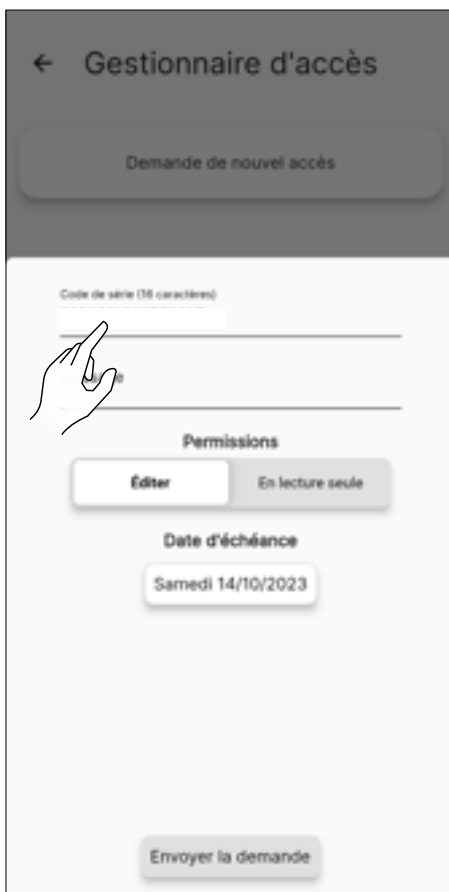 ← Gestionnaire d'accès
Demande de nouvel accès
Code de série (16 caractères)
Permissions
Éditer En lecture seule
Date d'échéance
Samedi 14/10/2023
Envoyer la demande